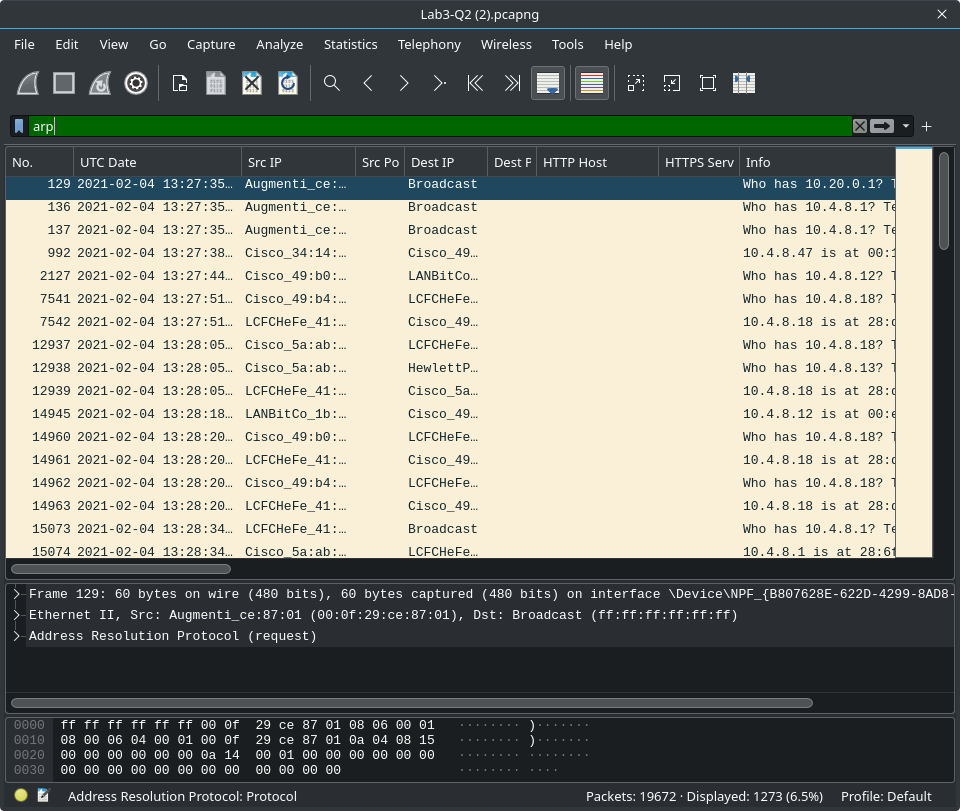 Lab3-Q2 (2).pcapng
File Edit View Go Capture Analyze Statistics Telephony Wireless Tools Help
arp
No. UTC Date Src IP Src Po Dest IP Dest P HTTP Host HTTPS Serv Info
129 2021-02-04 13:27:35… Augmenti_ce:… Broadcast Who has 10.20.0.1? T
136 2021-02-04 13:27:35… Augmenti_ce:… Broadcast Who has 10.4.8.1? Te
137 2021-02-04 13:27:35… Augmenti_ce:… Broadcast Who has 10.4.8.1? Te
992 2021-02-04 13:27:38… Cisco_34:14:… Cisco_49… 10.4.8.47 is at 00:1
2127 2021-02-04 13:27:44… Cisco_49:b0:… LANBitCo… Who has 10.4.8.12? T
7541 2021-02-04 13:27:51… Cisco_49:b4:… LCFCHeFe… Who has 10.4.8.18? T
7542 2021-02-04 13:27:51… LCFCHeFe_41:… Cisco_49… 10.4.8.18 is at 28:d
12937 2021-02-04 13:28:05… Cisco_5a:ab:… LCFCHeFe… Who has 10.4.8.18? T
12938 2021-02-04 13:28:05… Cisco_5a:ab:… HewlettP… Who has 10.4.8.13? T
12939 2021-02-04 13:28:05… LCFCHeFe_41:… Cisco_5a… 10.4.8.18 is at 28:d
14945 2021-02-04 13:28:18… LANBitCo_1b:… Cisco_49… 10.4.8.12 is at 00:e
14960 2021-02-04 13:28:20… Cisco_49:b0:… LCFCHeFe… Who has 10.4.8.18? T
14961 2021-02-04 13:28:20… LCFCHeFe_41:… Cisco_49… 10.4.8.18 is at 28:d
14962 2021-02-04 13:28:20… Cisco_49:b4:… LCFCHeFe… Who has 10.4.8.18? T
14963 2021-02-04 13:28:20… LCFCHeFe_41:… Cisco_49… 10.4.8.18 is at 28:d
15073 2021-02-04 13:28:34… LCFCHeFe_41:… Broadcast Who has 10.4.8.1? Te
15074 2021-02-04 13:28:34… Cisco_5a:ab:… LCFCHeFe… 10.4.8.1 is at 28:6f
Frame 129: 60 bytes on wire (480 bits), 60 bytes captured (480 bits) on interface \Device\NPF_{B807628E-622D-4299-8AD8-
Ethernet II, Src: Augmenti_ce:87:01 (00:0f:29:ce:87:01), Dst: Broadcast (ff:ff:ff:ff:ff:ff)
Address Resolution Protocol (request)
0000 ff ff ff ff ff ff 00 0f 29 ce 87 01 08 06 00 01 ········ )·······
0010 08 00 06 04 00 01 00 0f 29 ce 87 01 0a 04 08 15 ········ )·······
0020 00 00 00 00 00 00 0a 14 00 01 00 00 00 00 00 00 ········ ········
0030 00 00 00 00 00 00 00 00 00 00 00 00 ········ ····
Address Resolution Protocol: Protocol Packets: 19672 · Displayed: 1273 (6.5%) Profile: Default